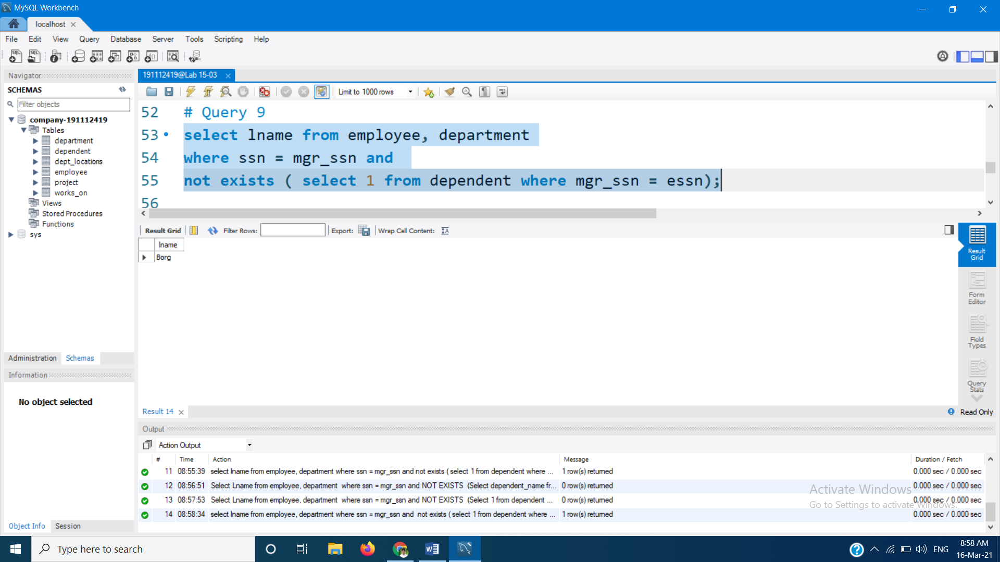 MySQL Workbench
localhost
File Edit View Query Database Server Tools Scripting Help
Navigator
191112419@Lab 15-03
SCHEMAS
Limit to 1000 rows
Filter objects
company-191112419
Tables
department
dependent
dept_locations
employee
project
works_on
Views
Stored Procedures
Functions
sys
52 # Query 9
53 select lname from employee, department
54 where ssn = mgr_ssn and
55 not exists ( select 1 from dependent where mgr_ssn = essn);
56
Result Grid Filter Rows: Export: Wrap Cell Content:
lname
Borg
Result Grid
Form Editor
Field Types
Query Stats
Administration Schemas
Information
No object selected
Result 14
Read Only
Output
Action Output
# Time Action Message Duration / Fetch
11 08:55:39 select lname from employee, department where ssn = mgr_ssn and not exists ( select 1 from dependent where ... 1 row(s) returned 0.000 sec / 0.000 sec
12 08:56:51 Select Lname from employee, department where ssn = mgr_ssn and NOT EXISTS (Select dependent_name fr... 0 row(s) returned 0.000 sec / 0.000 sec
13 08:57:53 Select Lname from employee, department where ssn = mgr_ssn and NOT EXISTS (Select 1 from dependent ... 0 row(s) returned 0.000 sec / 0.000 sec
14 08:58:34 select lname from employee, department where ssn = mgr_ssn and not exists ( select 1 from dependent where ... 1 row(s) returned 0.000 sec / 0.000 sec
Activate Windows
Go to Settings to activate Windows.
Object Info Session
Type here to search
ENG
8:58 AM
16-Mar-21